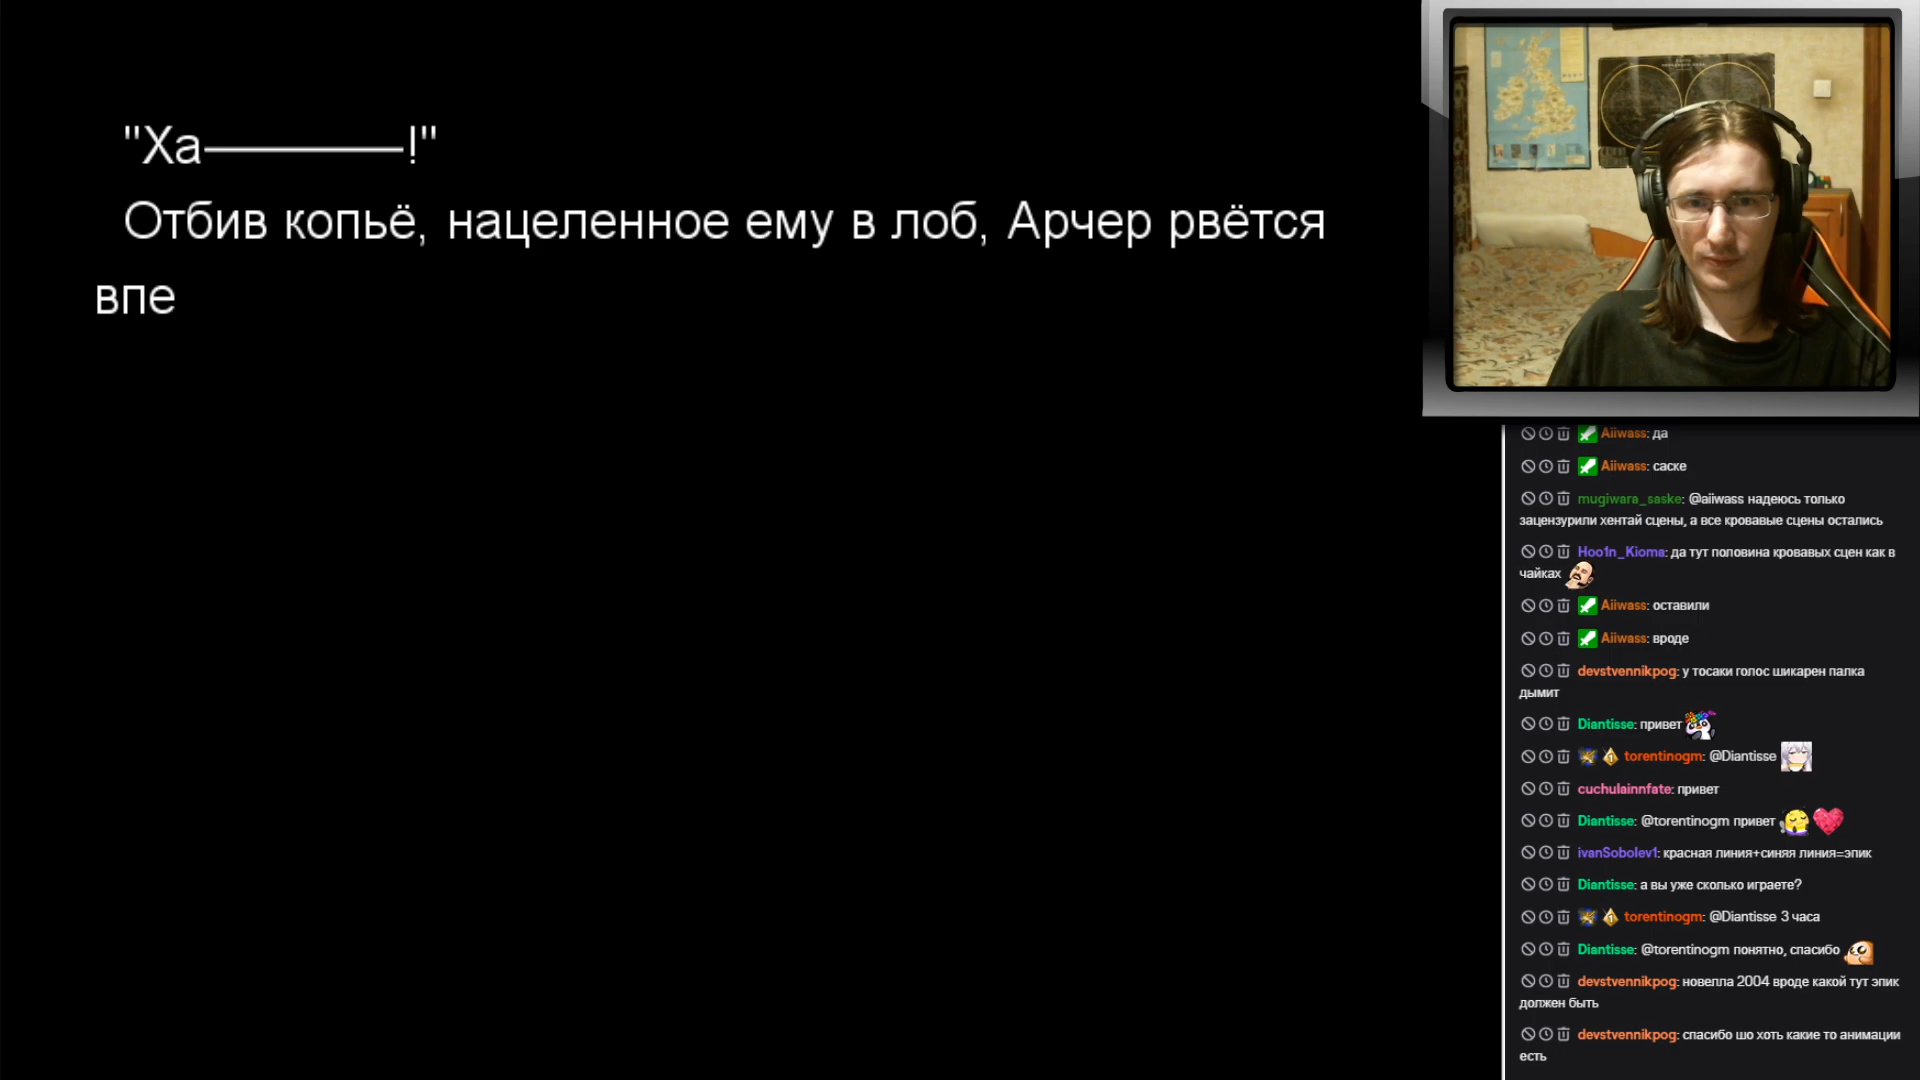 "Ха————!"
Отбив копьё, нацеленное ему в лоб, Арчер рвётся
впе
Aiiwass: да
Aiiwass: саске
mugiwara_saske: @aiiwass надеюсь только
зацензурили хентай сцены, а все кровавые сцены остались
Hoo1n_Kioma: да тут половина кровавых сцен как в
чайках
Aiiwass: оставили
Aiiwass: вроде
devstvennikpog: у тосаки голос шикарен палка
дымит
Diantisse: привет
torentinogm: @Diantisse
cuchulainnfate: привет
Diantisse: @torentinogm привет
ivanSobolev1: красная линия+синяя линия=эпик
Diantisse: а вы уже сколько играете?
torentinogm: @Diantisse 3 часа
Diantisse: @torentinogm понятно, спасибо
devstvennikpog: новелла 2004 вроде какой тут эпик
должен быть
devstvennikpog: спасибо шо хоть какие то анимации
есть